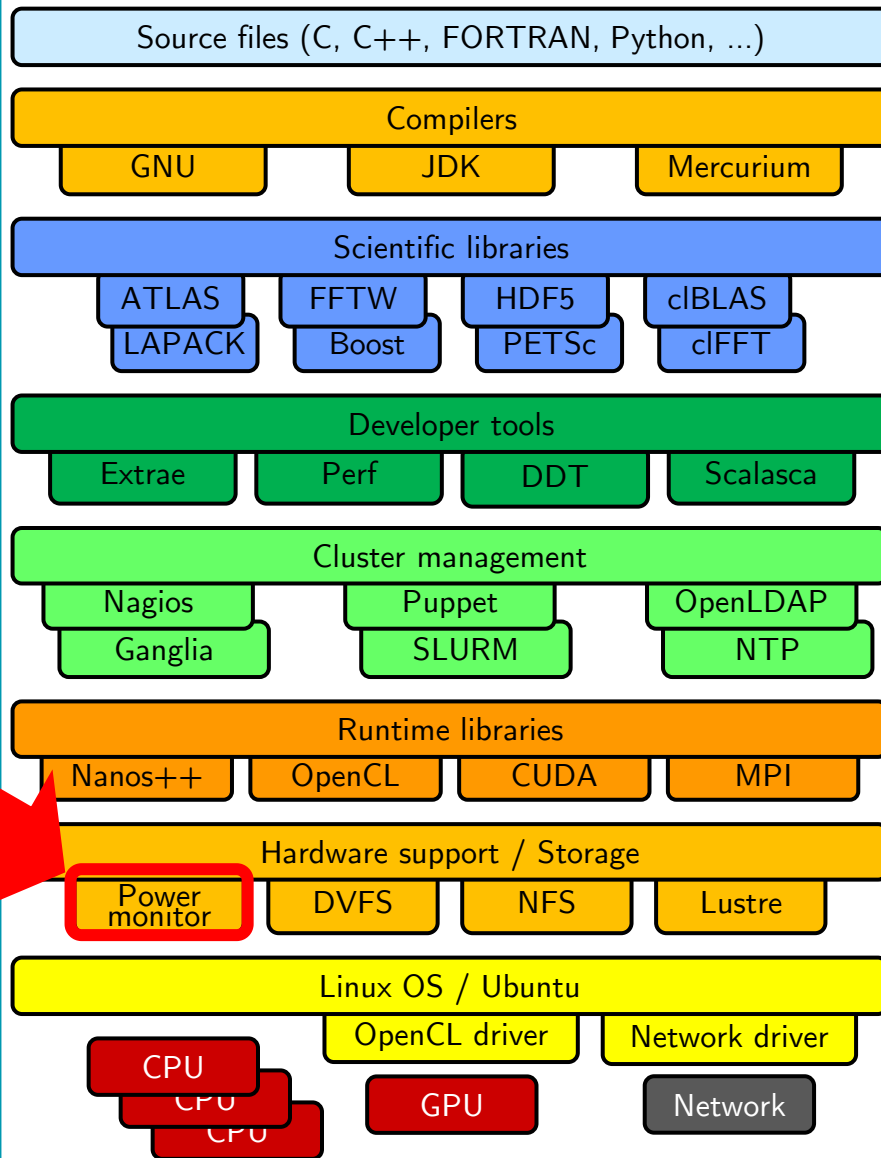 Source files (C, C++, FORTRAN, Python, ...)
Compilers
GNU JDK Mercurium
Scientific libraries
ATLAS FFTW HDF5 clBLAS
LAPACK Boost PETSc clFFT
Developer tools
Extrae Perf DDT Scalasca
Cluster management
Nagios Puppet OpenLDAP
Ganglia SLURM NTP
Runtime libraries
Nanos++ OpenCL CUDA MPI
Hardware support / Storage
Power
monitor DVFS NFS Lustre
Linux OS / Ubuntu
OpenCL driver Network driver
CPU
CPU GPU Network
CPU